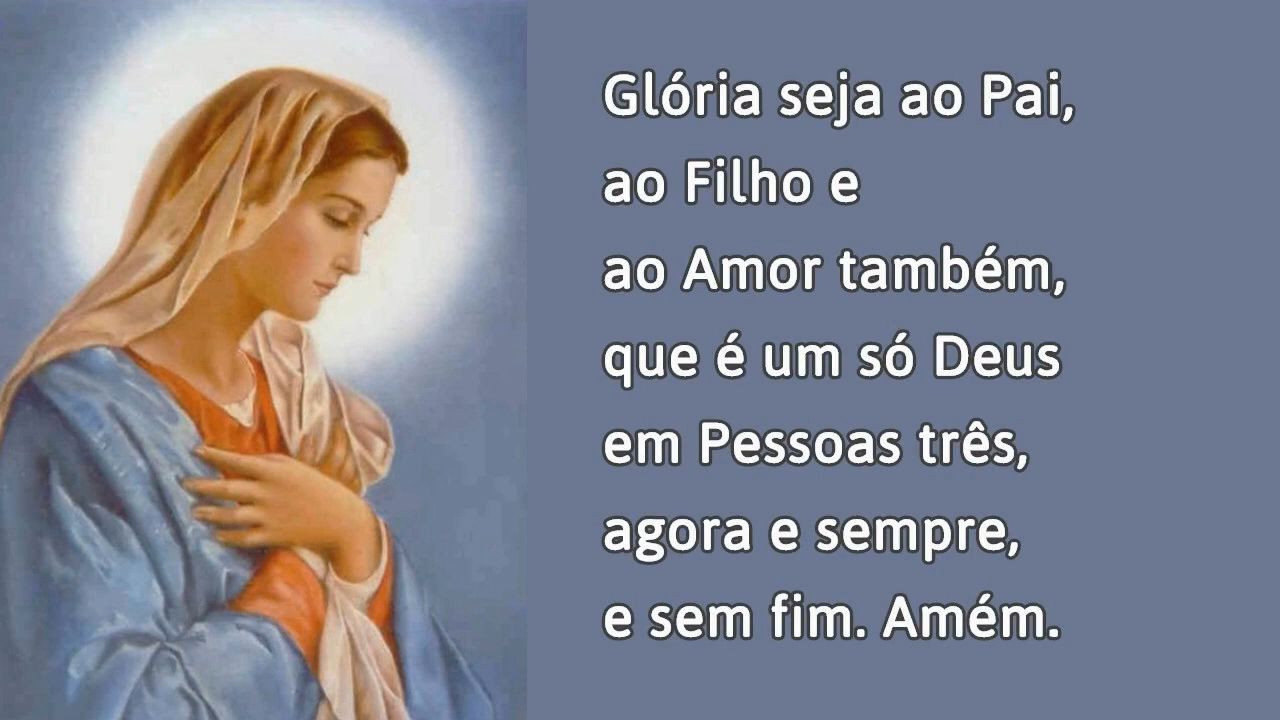 Glória seja ao Pai,
ao Filho e
ao Amor também,
que é um só Deus
em Pessoas três,
agora e sempre,
e sem fim. Amém.